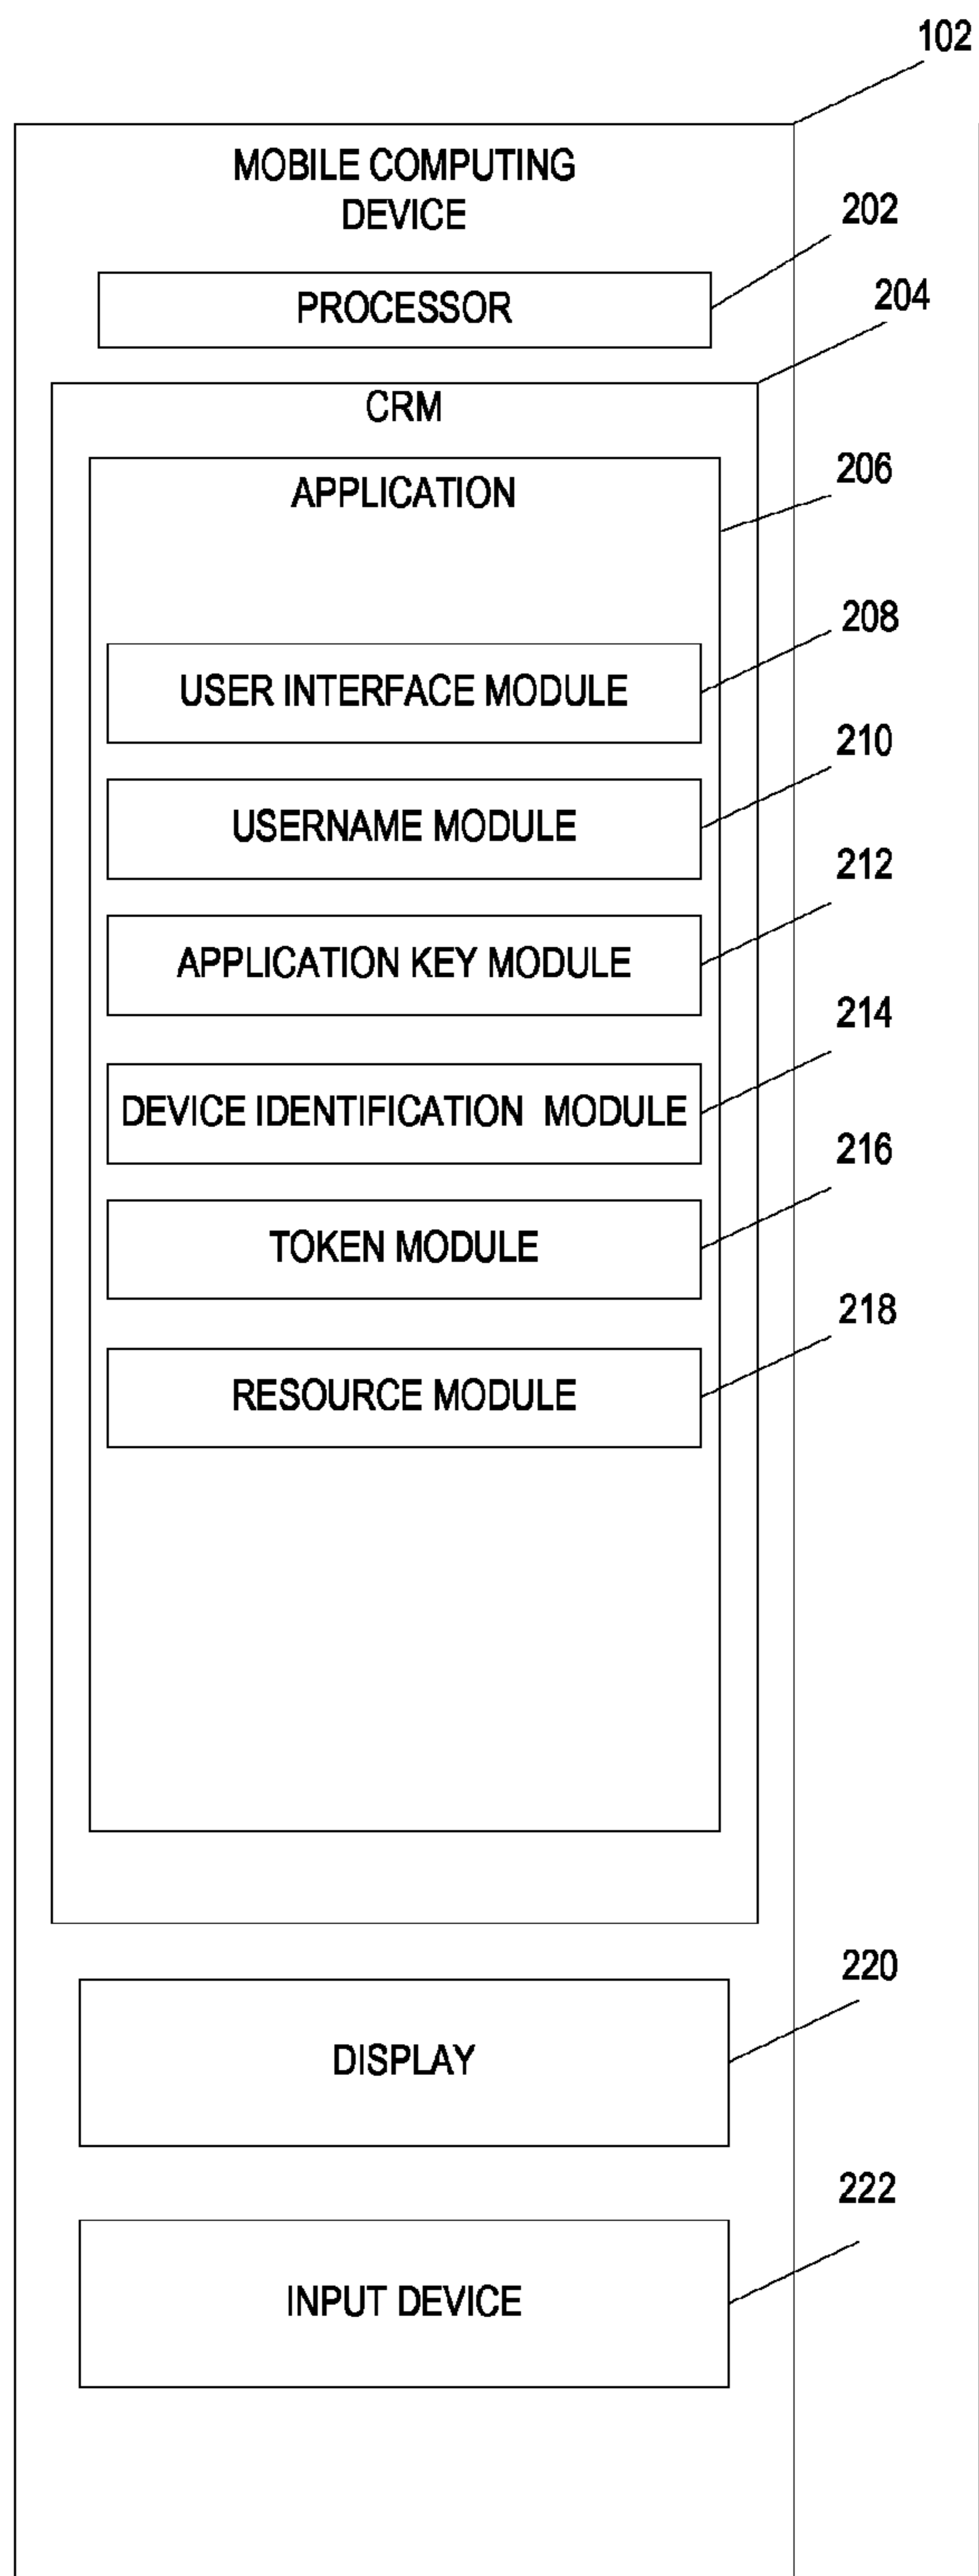 102
MOBILE COMPUTING
DEVICE
202
PROCESSOR
204
CRM
206
APPLICATION
208
USER INTERFACE MODULE
210
USERNAME MODULE
212
APPLICATION KEY MODULE
214
DEVICE IDENTIFICATION MODULE
216
TOKEN MODULE
218
RESOURCE MODULE
220
DISPLAY
222
INPUT DEVICE